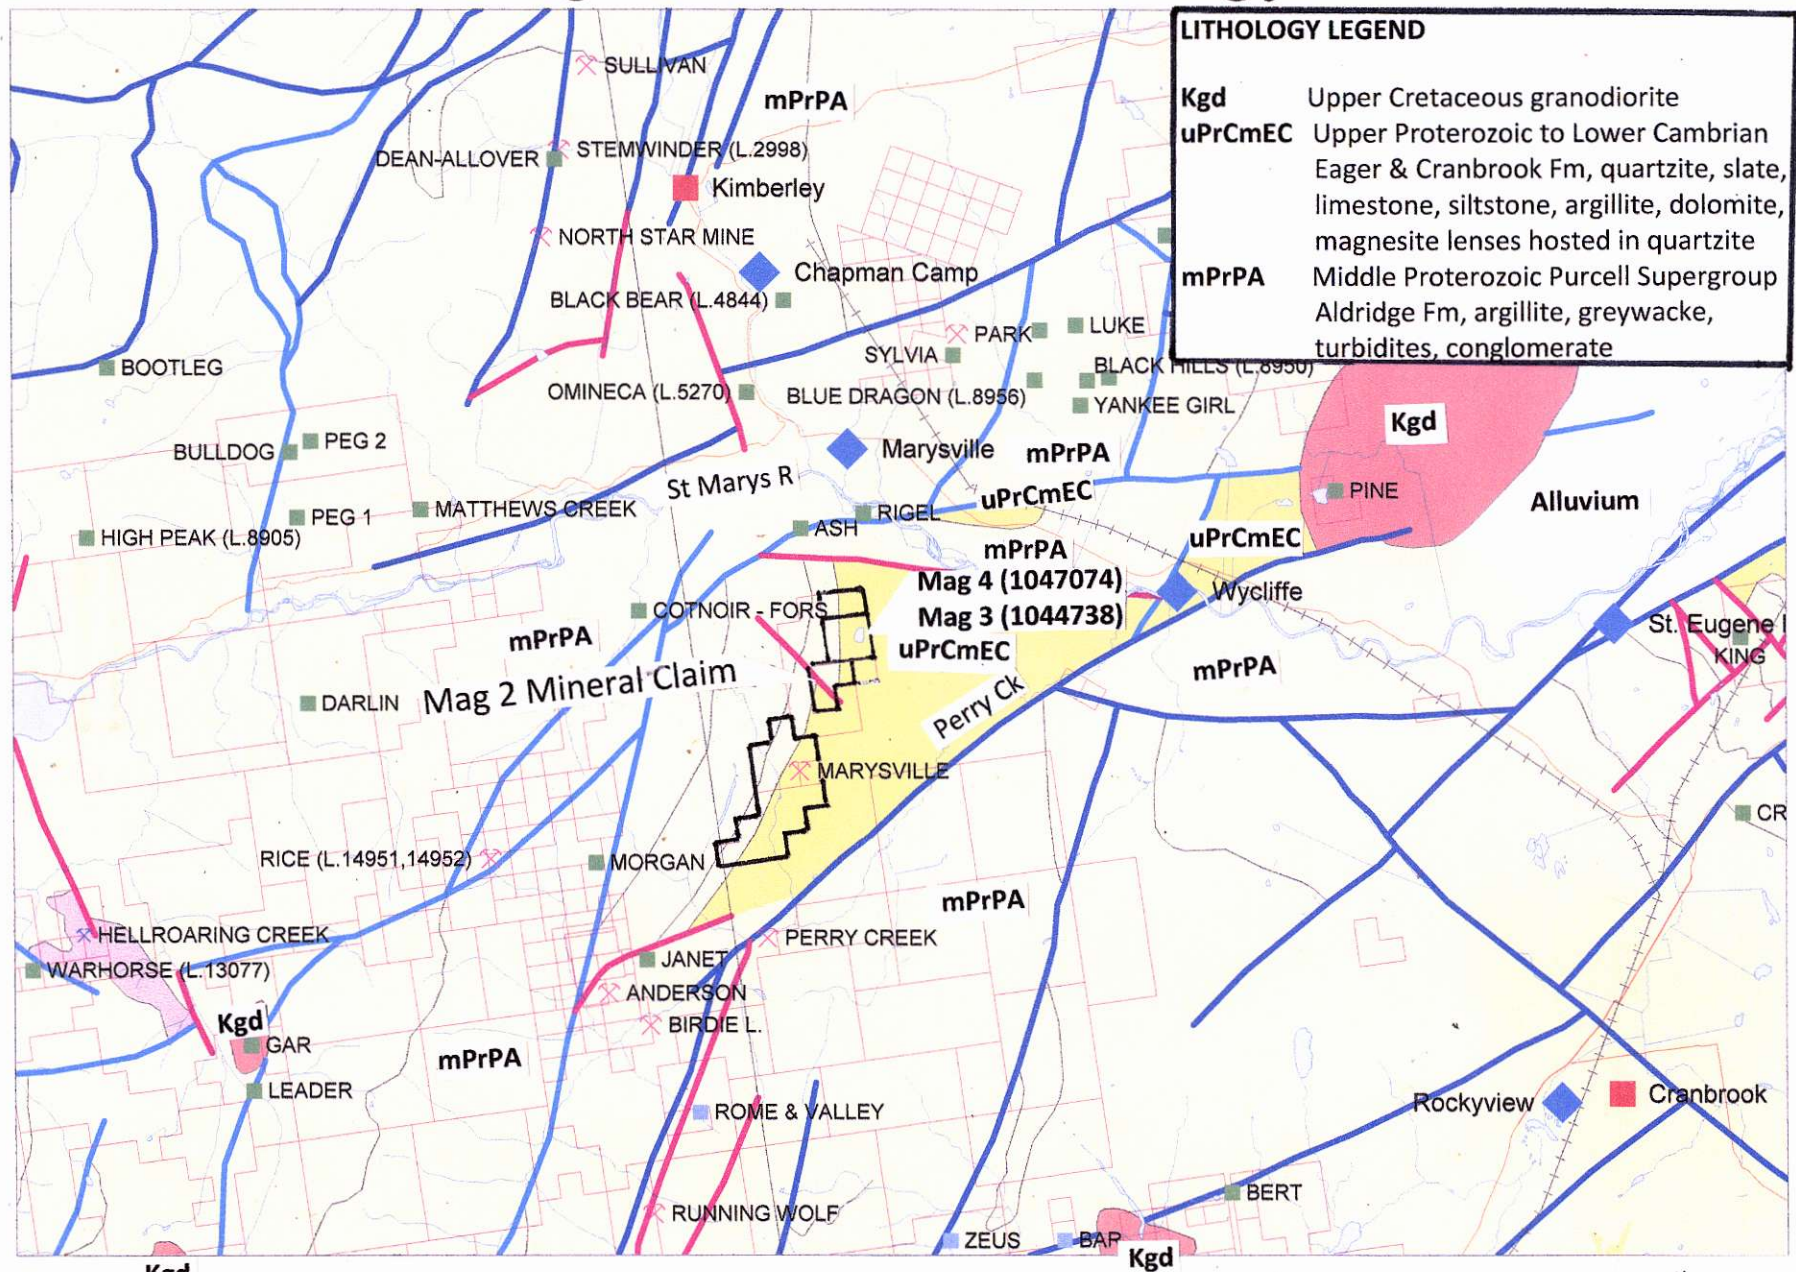 LITHOLOGY LEGEND
Kgd Upper Cretaceous granodiorite
uPrCmEC Upper Proterozoic to Lower Cambrian
Eager & Cranbrook Fm, quartzite, slate,
limestone, siltstone, argillite, dolomite,
magnesite lenses hosted in quartzite
mPrPA Middle Proterozoic Purcell Supergroup
Aldridge Fm, argillite, greywacke,
turbidites, conglomerate
SULLIVAN
mPrPA
DEAN-ALLOVER
STEMWINDER (L.2998)
Kimberley
NORTH STAR MINE
Chapman Camp
BLACK BEAR (L.4844)
PARK
LUKE
SYLVIA
BOOTLEG
BLACK HILLS (L.8950)
OMINECA (L.5270)
BLUE DRAGON (L.8956)
YANKEE GIRL
Kgd
PEG 2
BULLDOG
Marysville
mPrPA
St Marys R
uPrCmEC
PINE
Alluvium
MATTHEWS CREEK
PEG 1
RIGEL
ASH
HIGH PEAK (L.8905)
uPrCmEC
mPrPA
Mag 4 (1047074)
Wycliffe
COTNOIR - FORS
Mag 3 (1044738)
St. Eugene
mPrPA
uPrCmEC
KING
mPrPA
Mag 2 Mineral Claim
DARLIN
Perry Ck
MARYSVILLE
CR
RICE (L.14951,14952)
MORGAN
mPrPA
HELLROARING CREEK
PERRY CREEK
WARHORSE (L.13077)
JANET
ANDERSON
Kgd
BIRDIE L.
GAR
mPrPA
LEADER
Rockyview
Cranbrook
ROME & VALLEY
BERT
RUNNING WOLF
ZEUS
BAR
Kgd
Kgd